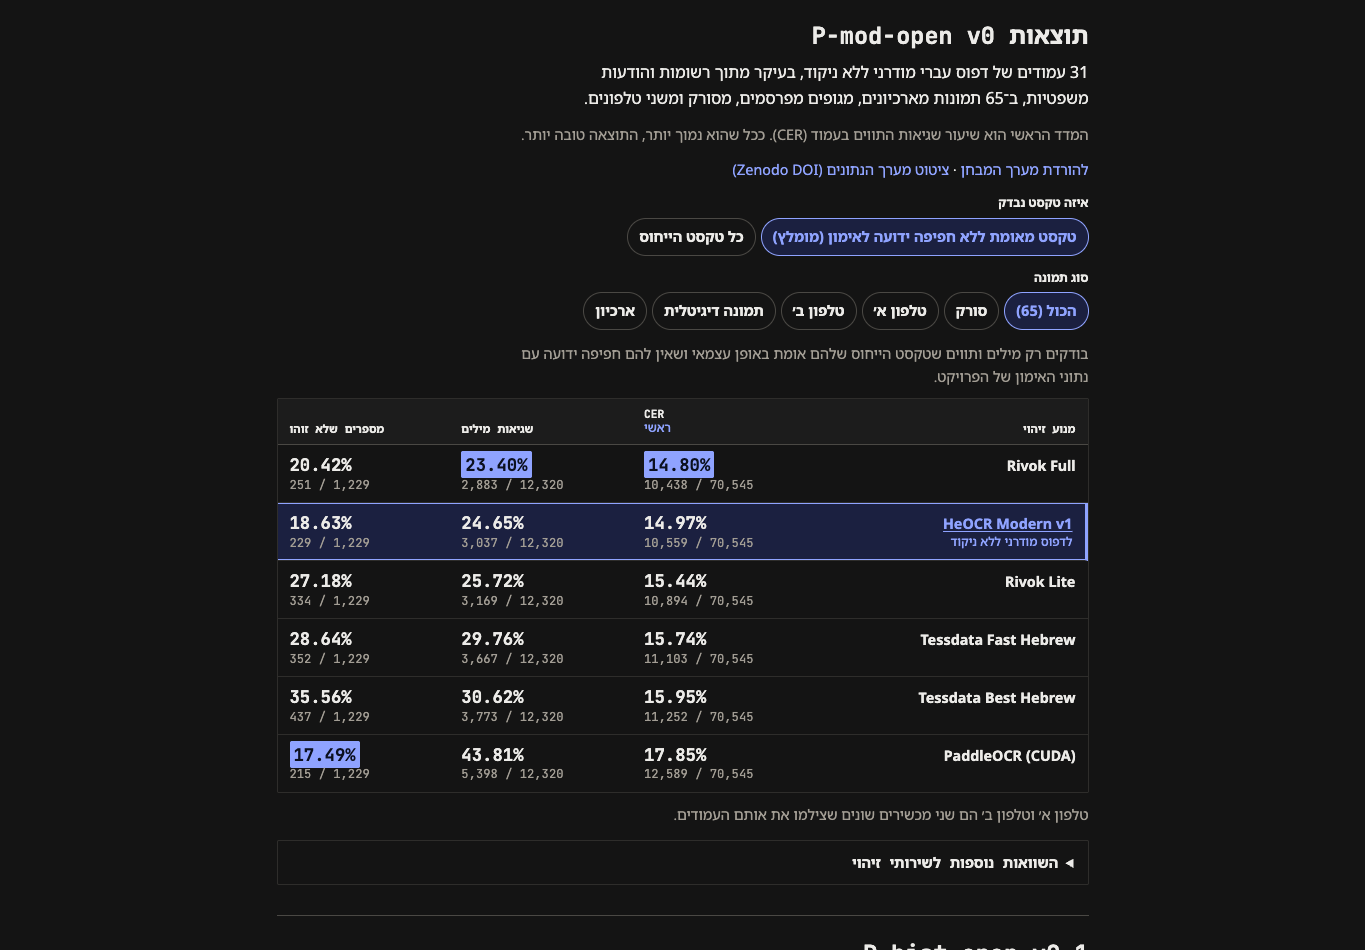 תוצאות P-mod-open v0
31 עמודים של דפוס עברי מודרני ללא ניקוד, בעיקר מתוך רשומות והודעות
משפטיות, ב־65 תמונות מארכיונים, מגופים מפרסמים, מסורק ומשני טלפונים.
המדד הראשי הוא שיעור שגיאות התווים בעמוד (CER). ככל שהוא נמוך יותר, התוצאה טובה יותר.
להורדת מערך המבחן · ציטוט מערך הנתונים (Zenodo DOI)
איזה טקסט נבדק
טקסט מאומת ללא חפיפה ידועה לאימון (מומלץ) כל טקסט הייחוס
סוג תמונה
הכול (65) סורק טלפון א׳ טלפון ב׳ תמונה דיגיטלית ארכיון
בודקים רק מילים ותווים שטקסט הייחוס שלהם אומת באופן עצמאי ושאין להם חפיפה ידועה עם
נתוני האימון של הפרויקט.
מנוע זיהוי CER ראשי שגיאות מילים מספרים שלא זוהו
Rivok Full 14.80% 23.40% 20.42%
10,438 / 70,545 2,883 / 12,320 251 / 1,229
HeOCR Modern v1 14.97% 24.65% 18.63%
לדפוס מודרני ללא ניקוד 10,559 / 70,545 3,037 / 12,320 229 / 1,229
Rivok Lite 15.44% 25.72% 27.18%
10,894 / 70,545 3,169 / 12,320 334 / 1,229
Tessdata Fast Hebrew 15.74% 29.76% 28.64%
11,103 / 70,545 3,667 / 12,320 352 / 1,229
Tessdata Best Hebrew 15.95% 30.62% 35.56%
11,252 / 70,545 3,773 / 12,320 437 / 1,229
PaddleOCR (CUDA) 17.85% 43.81% 17.49%
12,589 / 70,545 5,398 / 12,320 215 / 1,229
טלפון א׳ וטלפון ב׳ הם שני מכשירים שונים שצילמו את אותם העמודים.
◂ השוואות נוספות לשירותי זיהוי